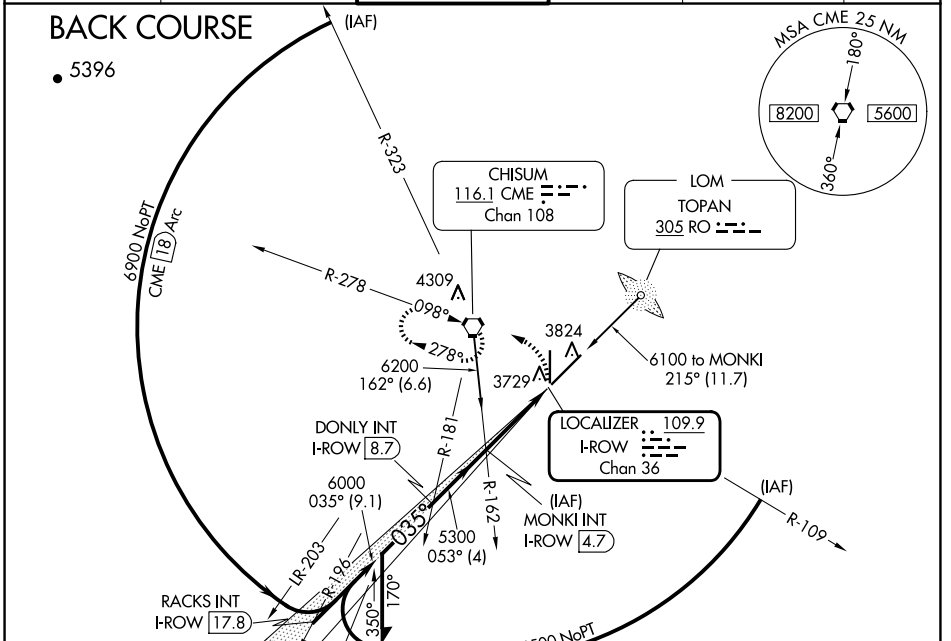 BACK COURSE
5396
(IAF)
MSA CME 25 NM
180°
8200
5600
360°
R-323
CHISUM
116.1 CME
Chan 108
LOM
TOPAN
305 RO
6900 NoPT
CME 18 Arc
R-278
4309
098°
278°
6200
162° (6.6)
3824
3729
6100 to MONKI
215° (11.7)
LOCALIZER 109.9
I-ROW
Chan 36
DONLY INT
I-ROW 8.7
R-181
R-162
6000
035° (9.1)
035°
5300
053° (4)
(IAF)
MONKI INT
I-ROW 4.7
(IAF)
R-109
LR-203
R-196
RACKS INT
I-ROW 17.8
350°
170°
NoPT